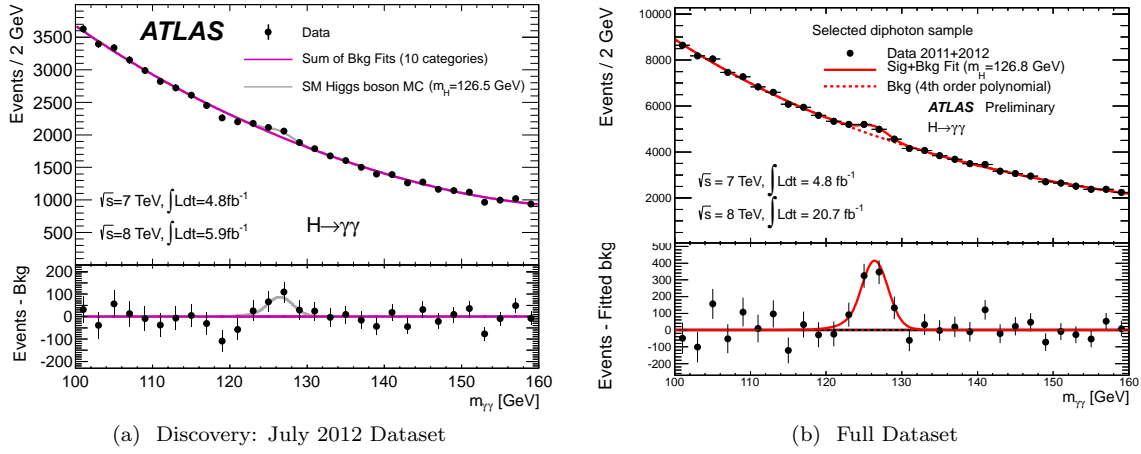 Events / 2 GeV
3500
3000
2500
2000
1500
1000
500
ATLAS
Data
Sum of Bkg Fits (10 categories)
SM Higgs boson MC (mH=126.5 GeV)
√s=7 TeV, ∫Ldt=4.8fb-1
√s=8 TeV, ∫Ldt=5.9fb-1
H→γγ
Events - Bkg
200
100
0
-100
-200
100 110 120 130 140 150 160
mγγ [GeV]
(a) Discovery: July 2012 Dataset
Events / 2 GeV
10000
8000
6000
4000
2000
Selected diphoton sample
Data 2011+2012
Sig+Bkg Fit (mH=126.8 GeV)
Bkg (4th order polynomial)
ATLAS Preliminary
H→γγ
√s = 7 TeV, ∫Ldt = 4.8 fb-1
√s = 8 TeV, ∫Ldt = 20.7 fb-1
Events - Fitted bkg
500
400
300
200
100
0
-100
-200
100 110 120 130 140 150 160
mγγ [GeV]
(b) Full Dataset